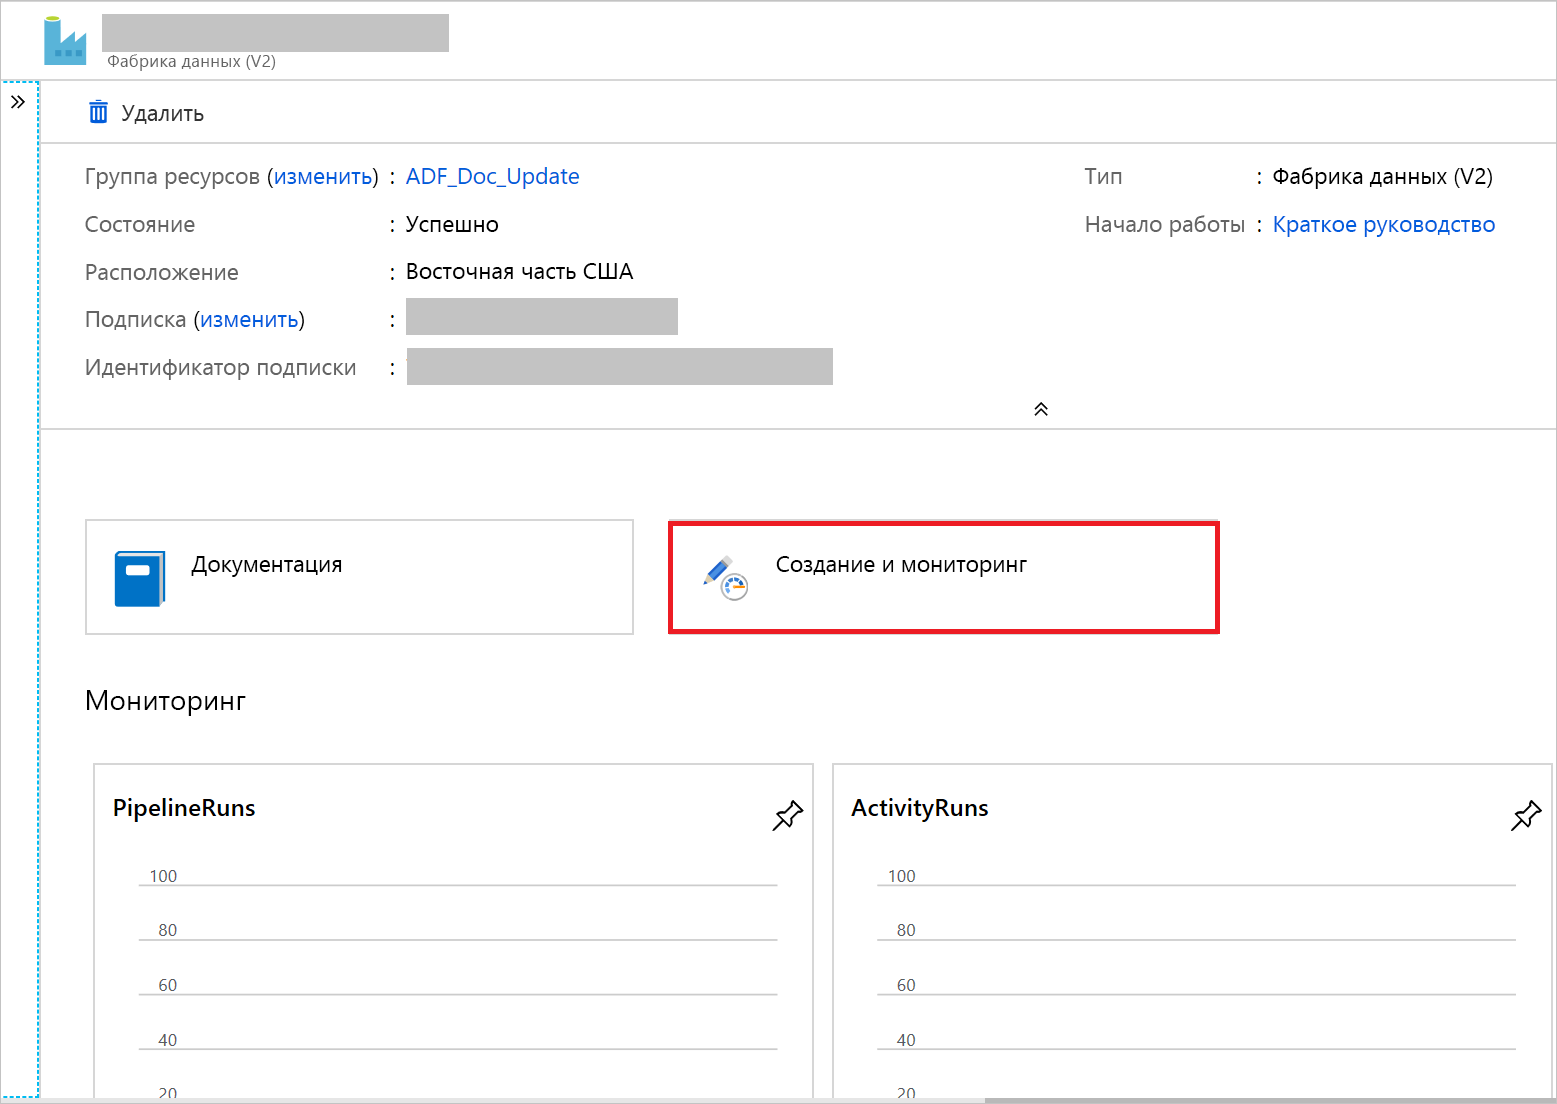 Фабрика данных (V2)
Удалить
Группа ресурсов (изменить) : ADF_Doc_Update
Тип : Фабрика данных (V2)
Состояние : Успешно
Начало работы : Краткое руководство
Расположение : Восточная часть США
Подписка (изменить) :
Идентификатор подписки :
Документация
Создание и мониторинг
Мониторинг
PipelineRuns
100
80
60
40
20
ActivityRuns
100
80
60
40
20